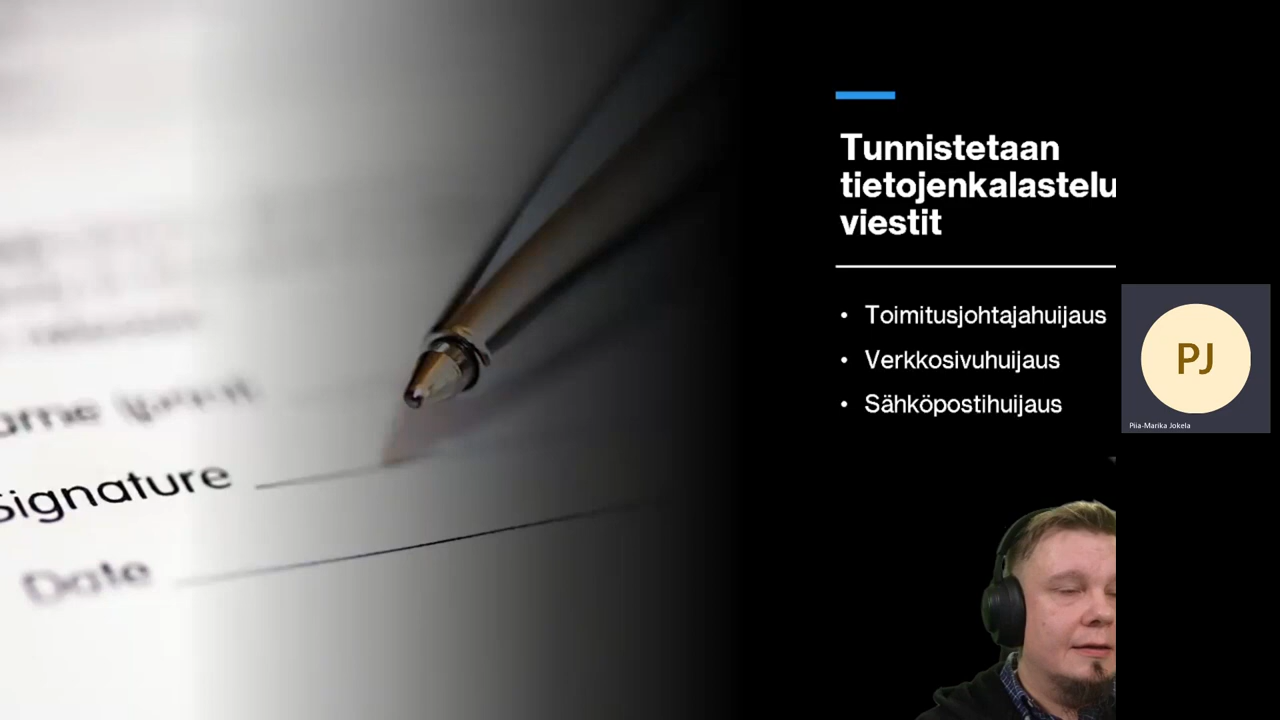 Tunnistetaan
tietojenkalastelu
viestit
Toimitusjohtajahuijaus
Verkkosivuhuijaus
Sähköpostihuijaus
PJ
Piia-Marika Jokela
Signature
Date